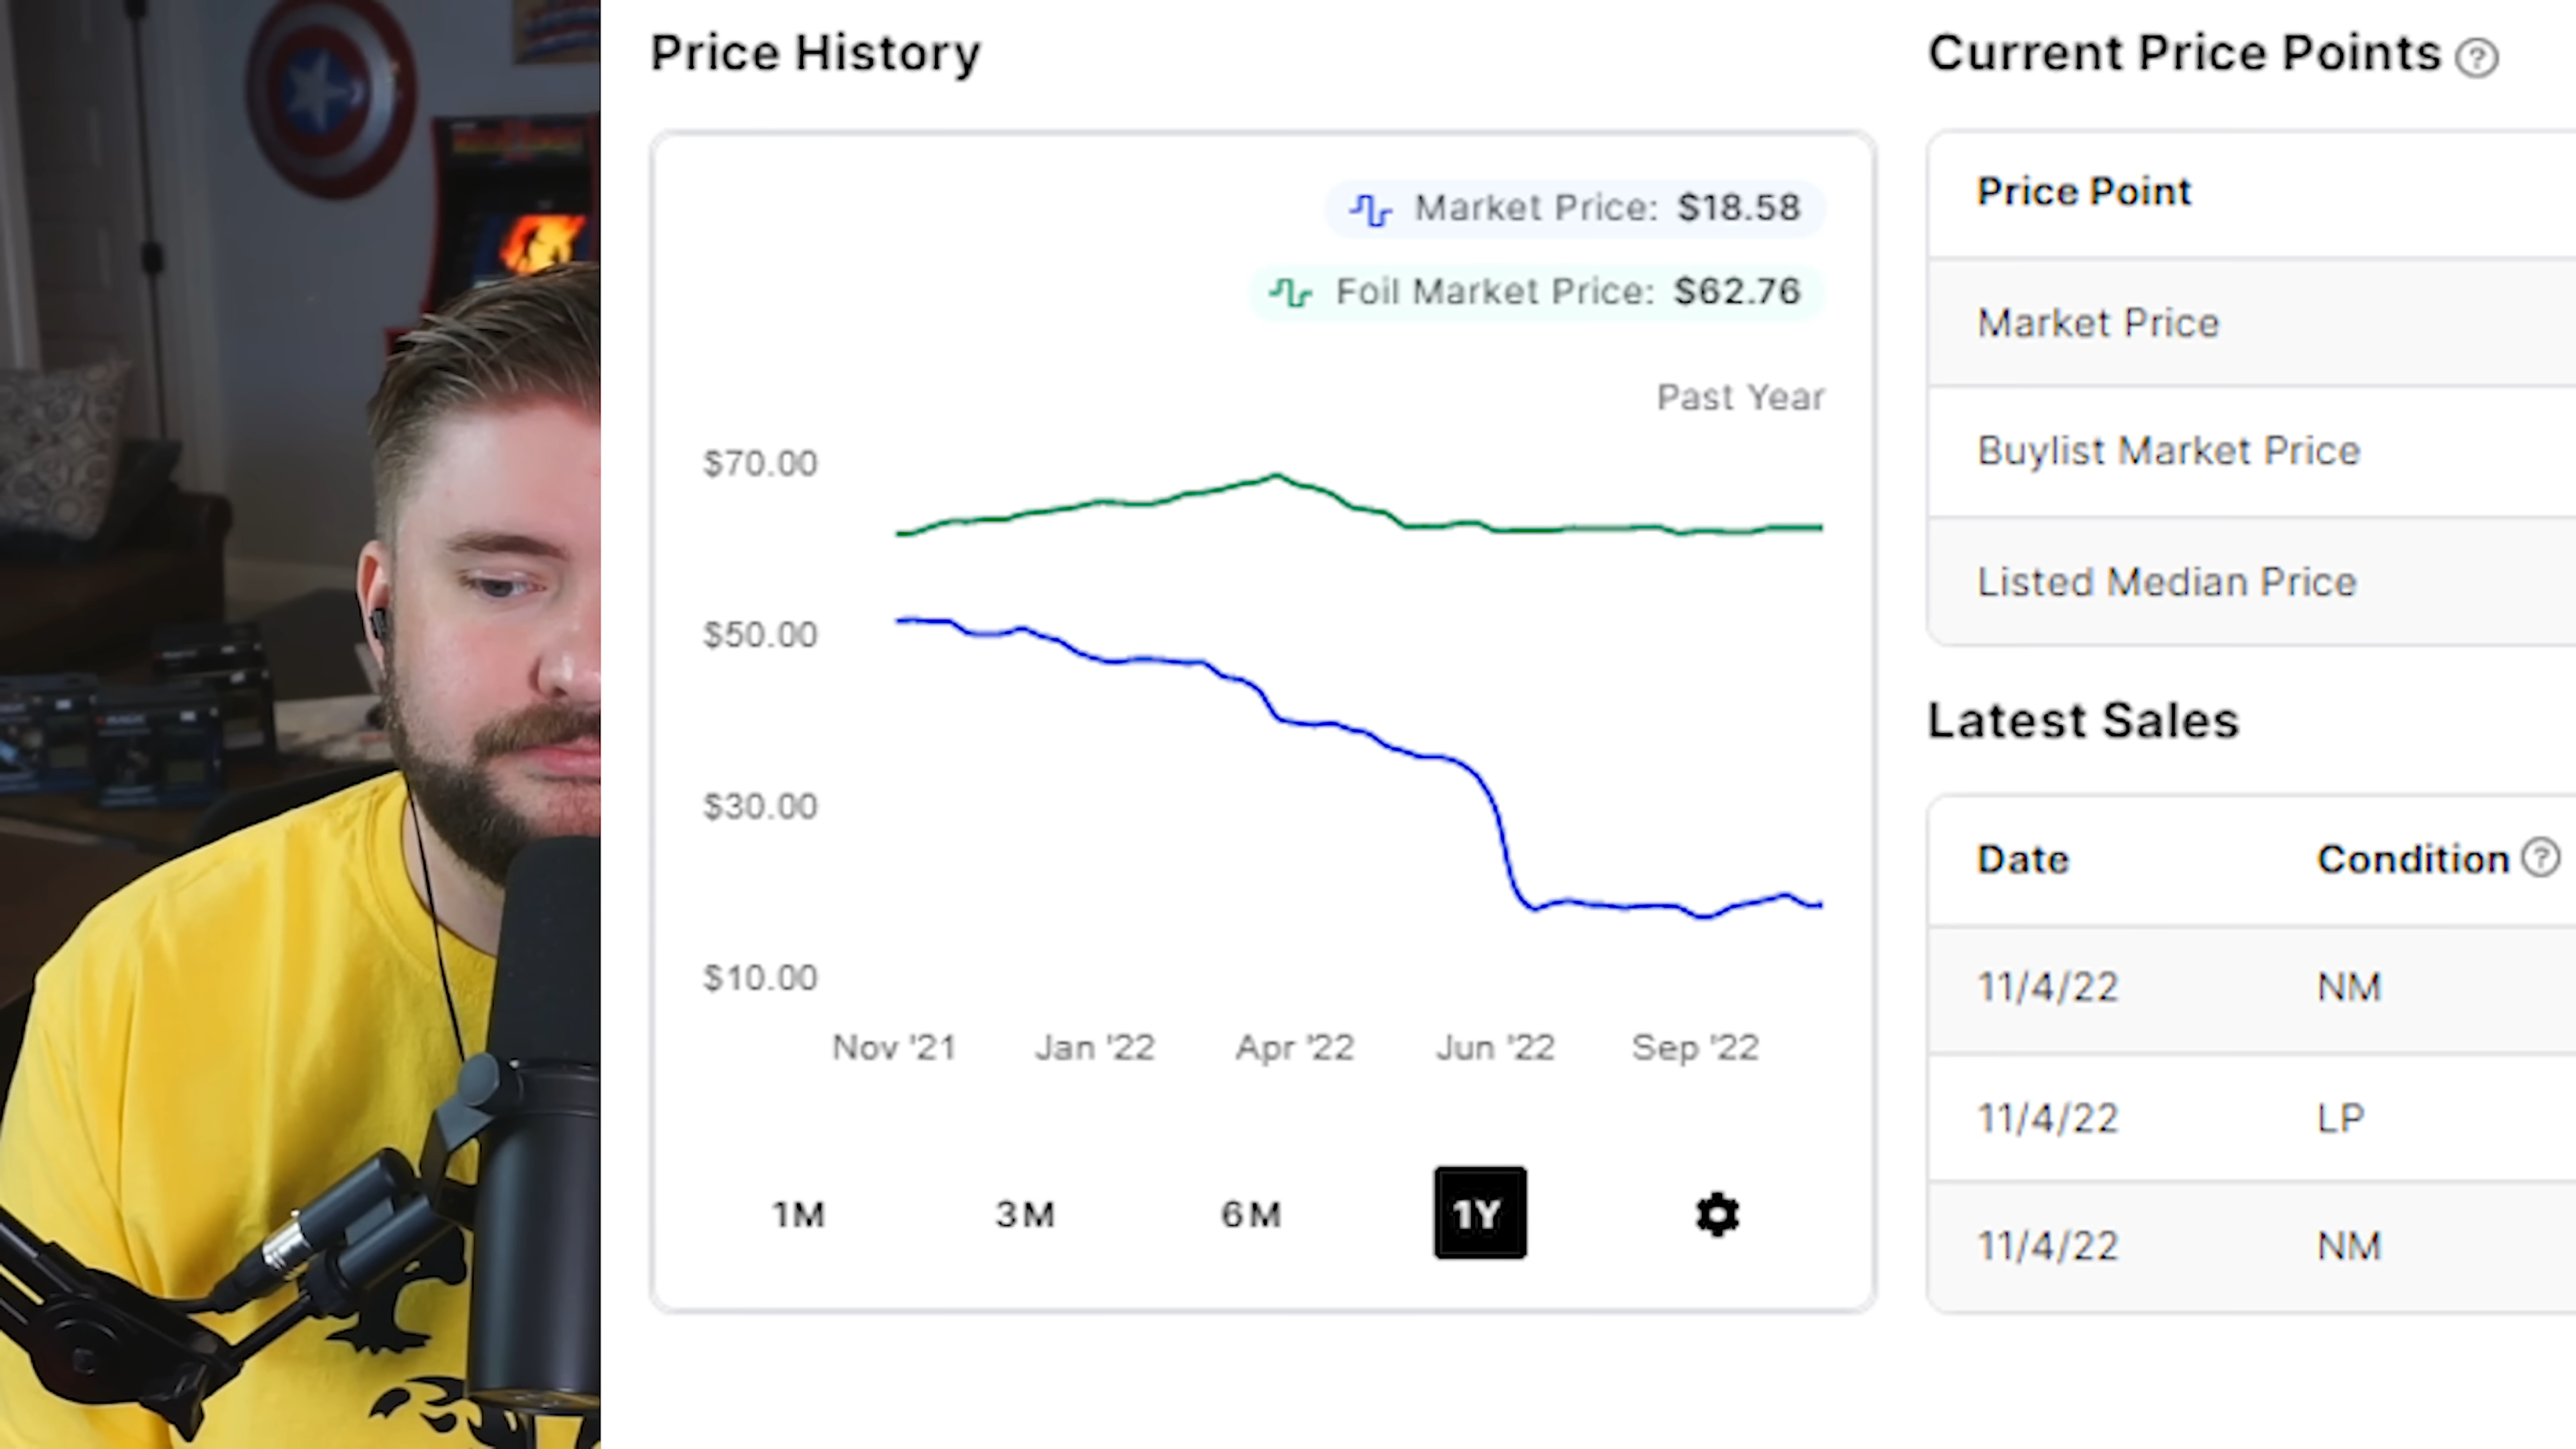 Price History
Market Price: $18.58
Foil Market Price: $62.76
Past Year
$70.00
$50.00
$30.00
$10.00
Nov '21 Jan '22 Apr '22 Jun '22 Sep '22
1M 3M 6M 1Y
Current Price Points ?
Price Point
Market Price
Buylist Market Price
Listed Median Price
Latest Sales
Date Condition ?
11/4/22 NM
11/4/22 LP
11/4/22 NM